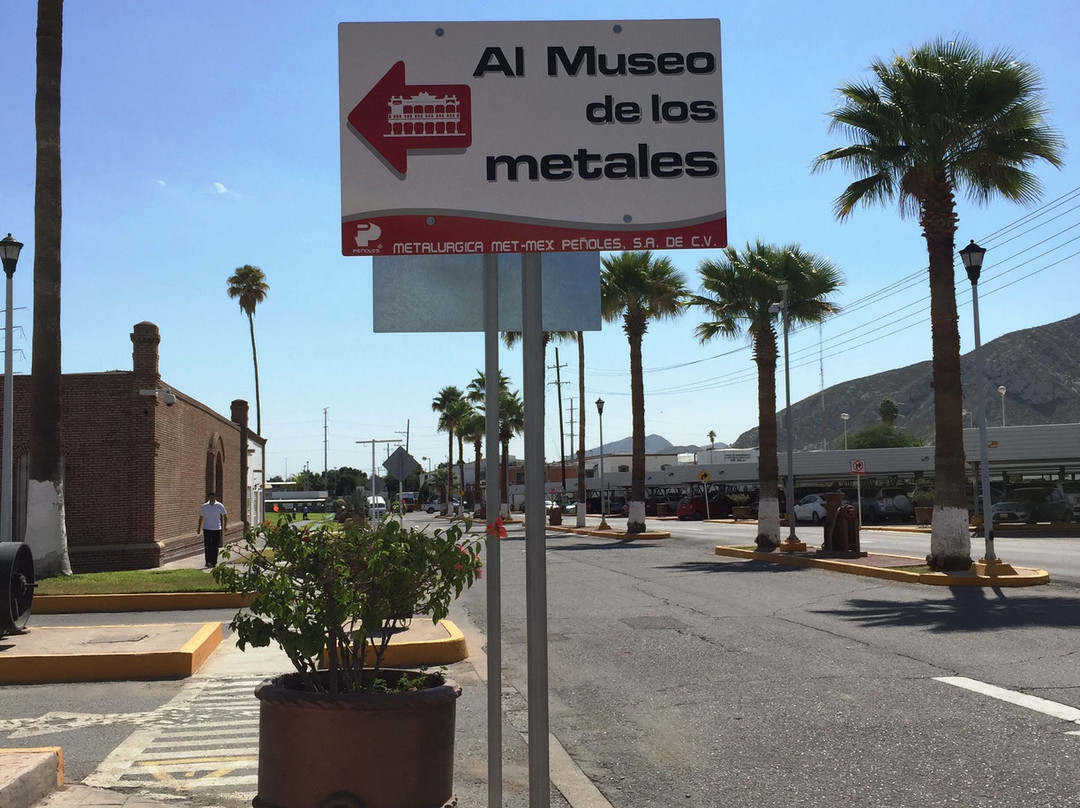 Al Museo
de los
metales
PEÑOLES
METALURGICA MET-MEX PEÑOLES, S.A. DE C.V.